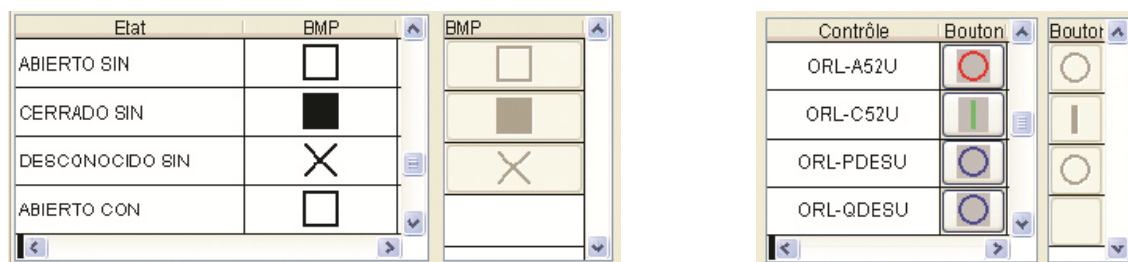 Etat BMP BMP
ABIERTO SIN
CERRADO SIN
DESCONOCIDO SIN
ABIERTO CON
Contrôle Bouton Bouton
ORL-A52U
ORL-C52U
ORL-PDESU
ORL-QDESU